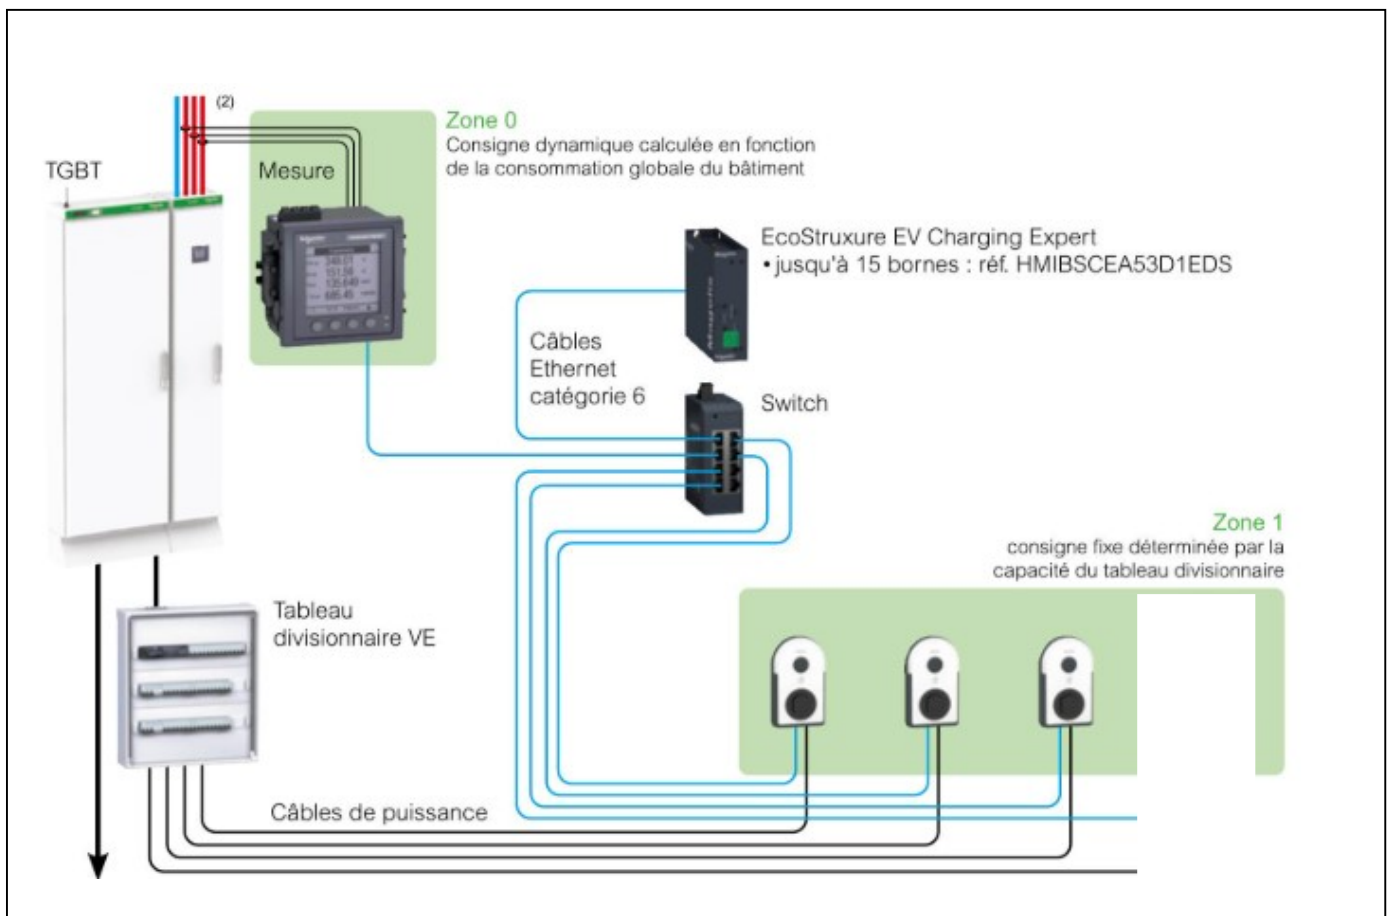 (2)
Zone 0
Consigne dynamique calculée en fonction
de la consommation globale du bâtiment
TGBT
Mesure
EcoStruxure EV Charging Expert
• jusqu'à 15 bornes : réf. HMIBSCEA53D1EDS
Câbles
Ethernet
catégorie 6
Switch
Zone 1
consigne fixe déterminée par la
capacité du tableau divisionnaire
Tableau
divisionnaire VE
Câbles de puissance
Magelis